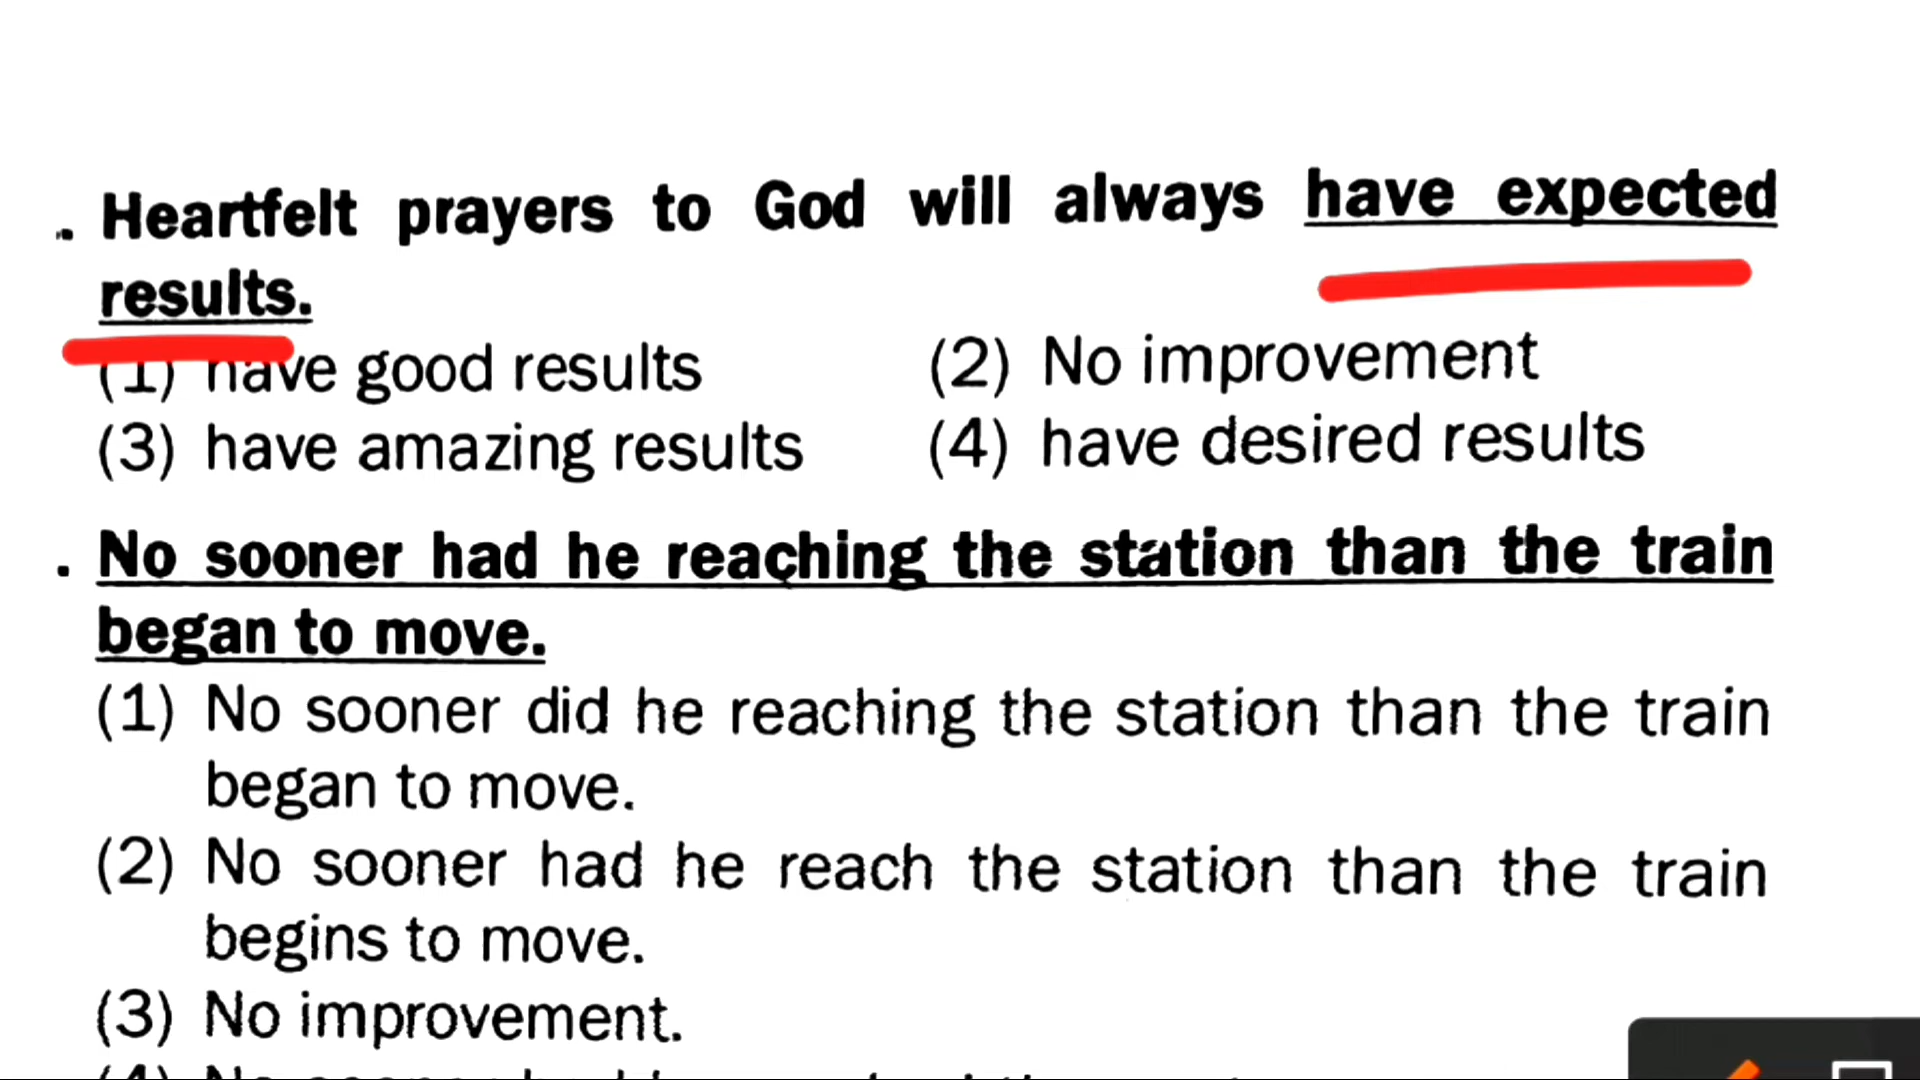 . Heartfelt prayers to God will always have expected
results.
(1) have good results (2) No improvement
(3) have amazing results (4) have desired results
. No sooner had he reaching the station than the train
began to move.
(1) No sooner did he reaching the station than the train
began to move.
(2) No sooner had he reach the station than the train
begins to move.
(3) No improvement.